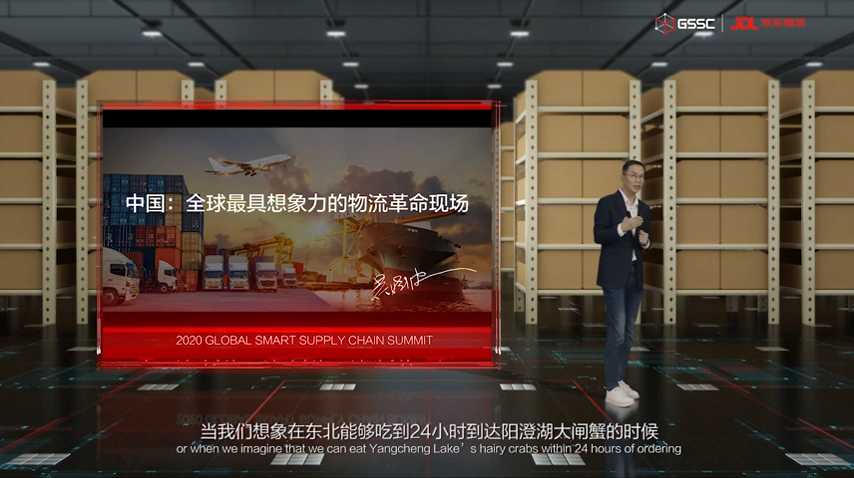 GSSC
JDL 京东物流
中国：全球最具想象力的物流革命现场
2020 GLOBAL SMART SUPPLY CHAIN SUMMIT
当我们想象在东北能够吃到24小时到达阳澄湖大闸蟹的时候
or when we imagine that we can eat Yangcheng Lake's hairy crabs within 24 hours of ordering